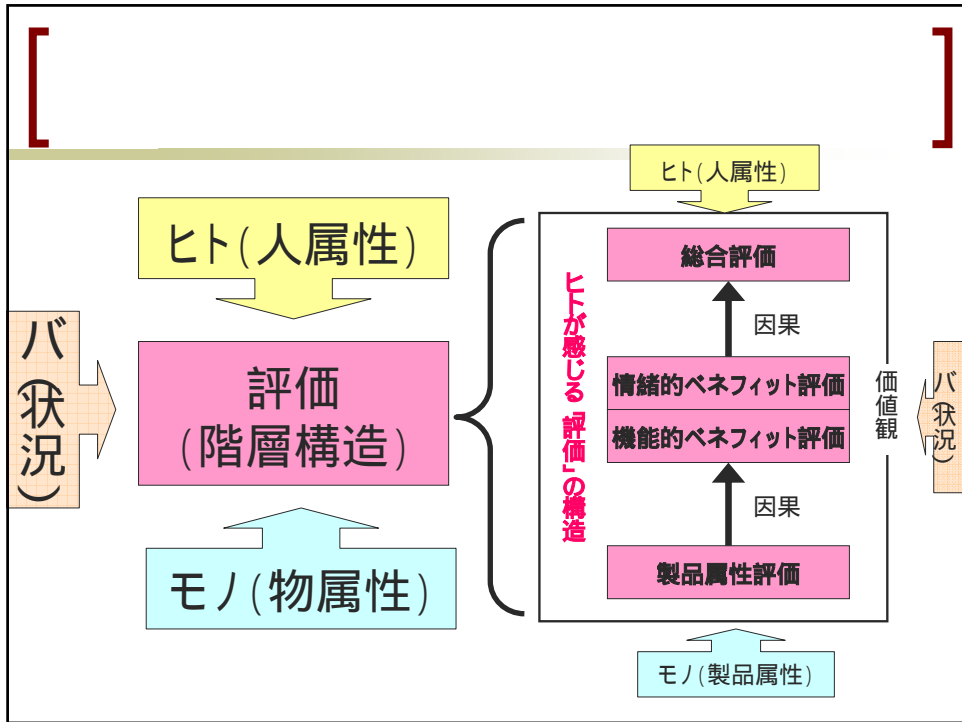 ヒト(人属性)
バ(状況)
評価
(階層構造)
モノ(物属性)
ヒト(人属性)
ヒトが感じる「評価」の構造
総合評価
因果
情緒的ベネフィット評価
機能的ベネフィット評価
因果
製品属性評価
価値観
バ(状況)
モノ(製品属性)